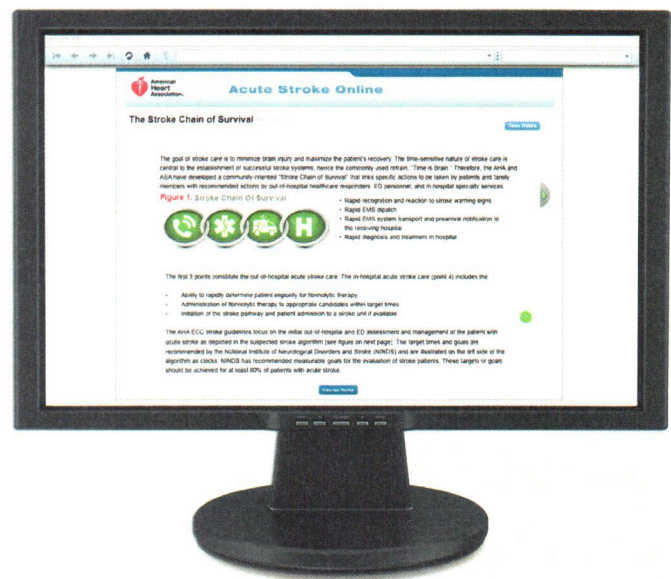 American
Heart
Association®
Acute Stroke Online
The Stroke Chain of Survival
Take Notes
The goal of stroke care is to minimize brain injury and maximize the patient's recovery. The time-sensitive nature of stroke care is
central to the establishment of successful stroke systems, hence the commonly used refrain, "Time is Brain." Therefore, the AHA and
ASA have developed a community-oriented "Stroke Chain of Survival" that links specific actions to be taken by patients and family
members with recommended actions by out-of-hospital healthcare responders, ED personnel, and in-hospital specialty services.
Figure 1. Stroke Chain Of Survival
• Rapid recognition and reaction to stroke warning signs
• Rapid EMS dispatch
• Rapid EMS system transport and prearrival notification to
the receiving hospital
• Rapid diagnosis and treatment in hospital
H
The first 3 points constitute the out-of-hospital acute stroke care. The in-hospital acute stroke care (point 4) includes the
- Ability to rapidly determine patient eligibility for fibrinolytic therapy
- Administration of fibrinolytic therapy to appropriate candidates within target times
- Initiation of the stroke pathway and patient admission to a stroke unit if available
The AHA ECC stroke guidelines focus on the initial out-of-hospital and ED assessment and management of the patient with
acute stroke as depicted in the suspected stroke algorithm (see figure on next page). The target times and goals are
recommended by the National Institute of Neurological Disorders and Stroke (NINDS) and are illustrated on the left side of the
algorithm as clocks. NINDS has recommended measurable goals for the evaluation of stroke patients. These targets or goals
should be achieved for at least 80% of patients with acute stroke.
Course Home